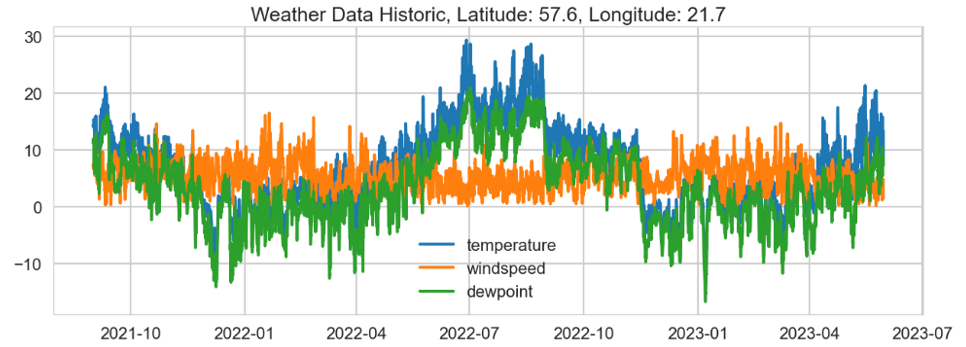 Weather Data Historic, Latitude: 57.6, Longitude: 21.7
30
20
10
0
−10
temperature
windspeed
dewpoint
2021-10 2022-01 2022-04 2022-07 2022-10 2023-01 2023-04 2023-07